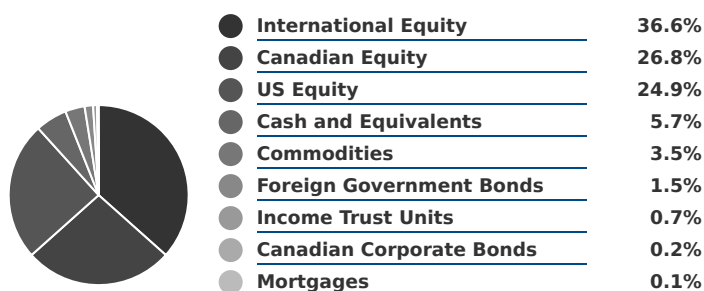 International Equity 36.6%
Canadian Equity 26.8%
US Equity 24.9%
Cash and Equivalents 5.7%
Commodities 3.5%
Foreign Government Bonds 1.5%
Income Trust Units 0.7%
Canadian Corporate Bonds 0.2%
Mortgages 0.1%